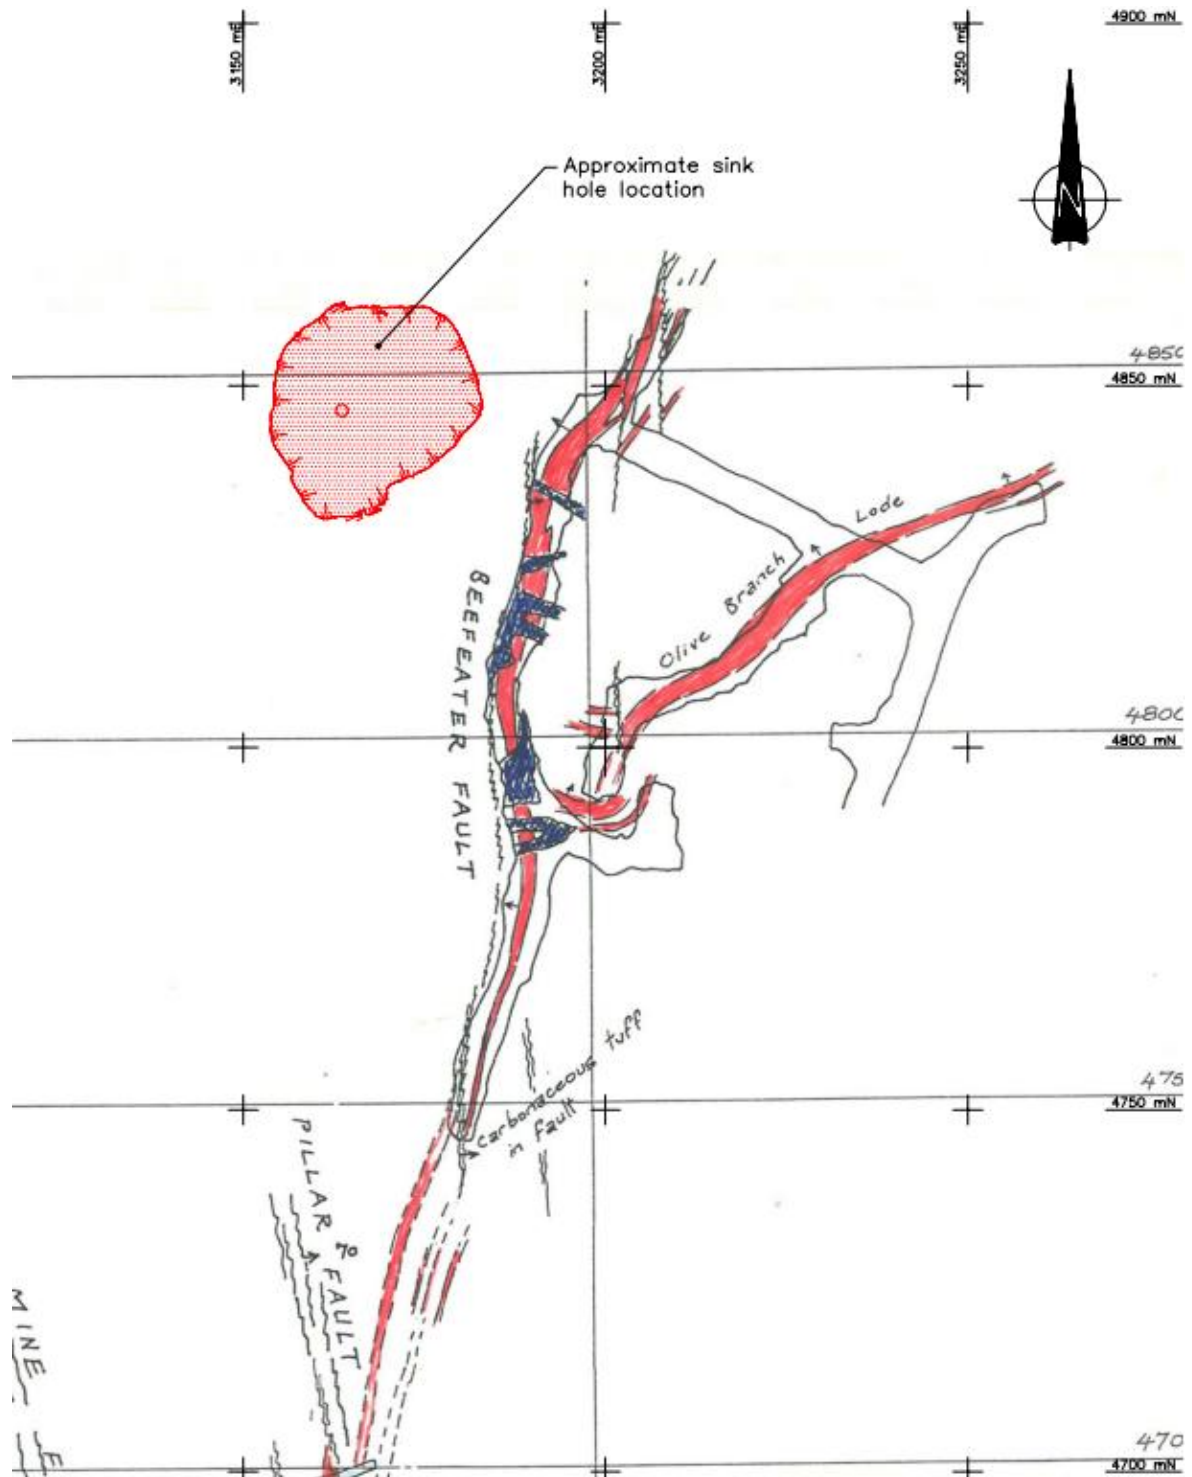 4900 mN
3150 mE
3200 mE
3250 mE
Approximate sink
hole location
N
4850
4850 mN
Lode
Branch
Olive
BEEFEATER FAULT
4800
4800 mN
carbonaceous tuff
in fault
475
4750 mN
PILLAR FAULT
70
MINE F
470
4700 mN